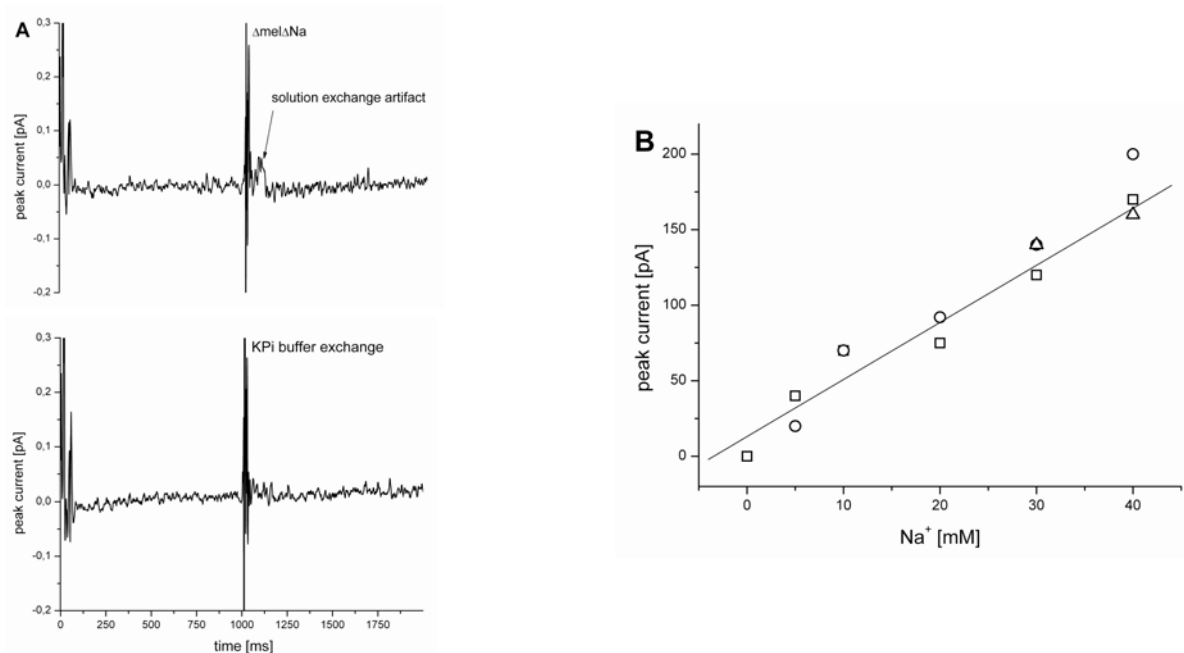 A
ΔmelΔNa
solution exchange artifact
peak current [pA]
0,3
0,2
0,1
0,0
-0,1
-0,2
KPi buffer exchange
peak current [pA]
0,3
0,2
0,1
0,0
-0,1
-0,2
0 250 500 750 1000 1250 1500 1750
time [ms]
B
peak current [pA]
200
150
100
50
0
0 10 20 30 40
Na⁺ [mM]